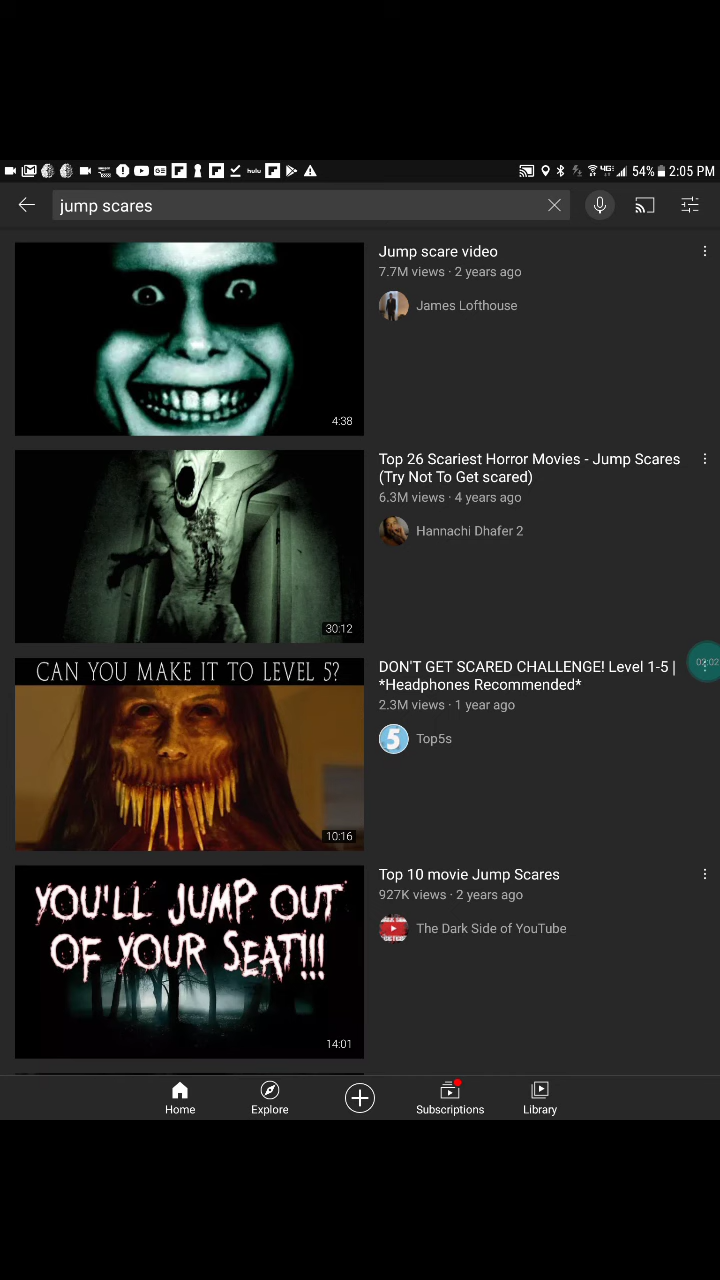 hulu 4G 54% 2:05 PM
jump scares
Jump scare video
7.7M views · 2 years ago
James Lofthouse
4:38
Top 26 Scariest Horror Movies - Jump Scares
(Try Not To Get scared)
6.3M views · 4 years ago
Hannachi Dhafer 2
30:12
CAN YOU MAKE IT TO LEVEL 5?
DON'T GET SCARED CHALLENGE! Level 1-5 |
*Headphones Recommended*
02:02
2.3M views · 1 year ago
5 Top5s
10:16
Top 10 movie Jump Scares
927K views · 2 years ago
The Dark Side of YouTube
YOU'LL JUMP OUT
OF YOUR SEAT!!!
14:01
Home Explore Subscriptions Library